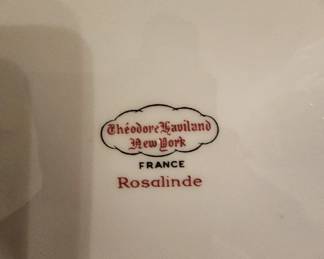 Théodore Haviland
New York
FRANCE
Rosalinde